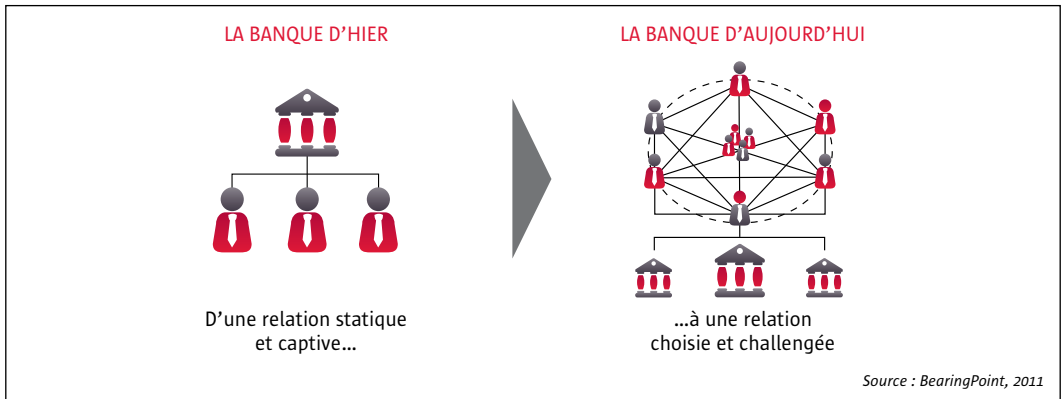 LA BANQUE D'HIER
LA BANQUE D'AUJOURD'HUI
D'une relation statique
et captive...
...à une relation
choisie et challengée
Source : BearingPoint, 2011